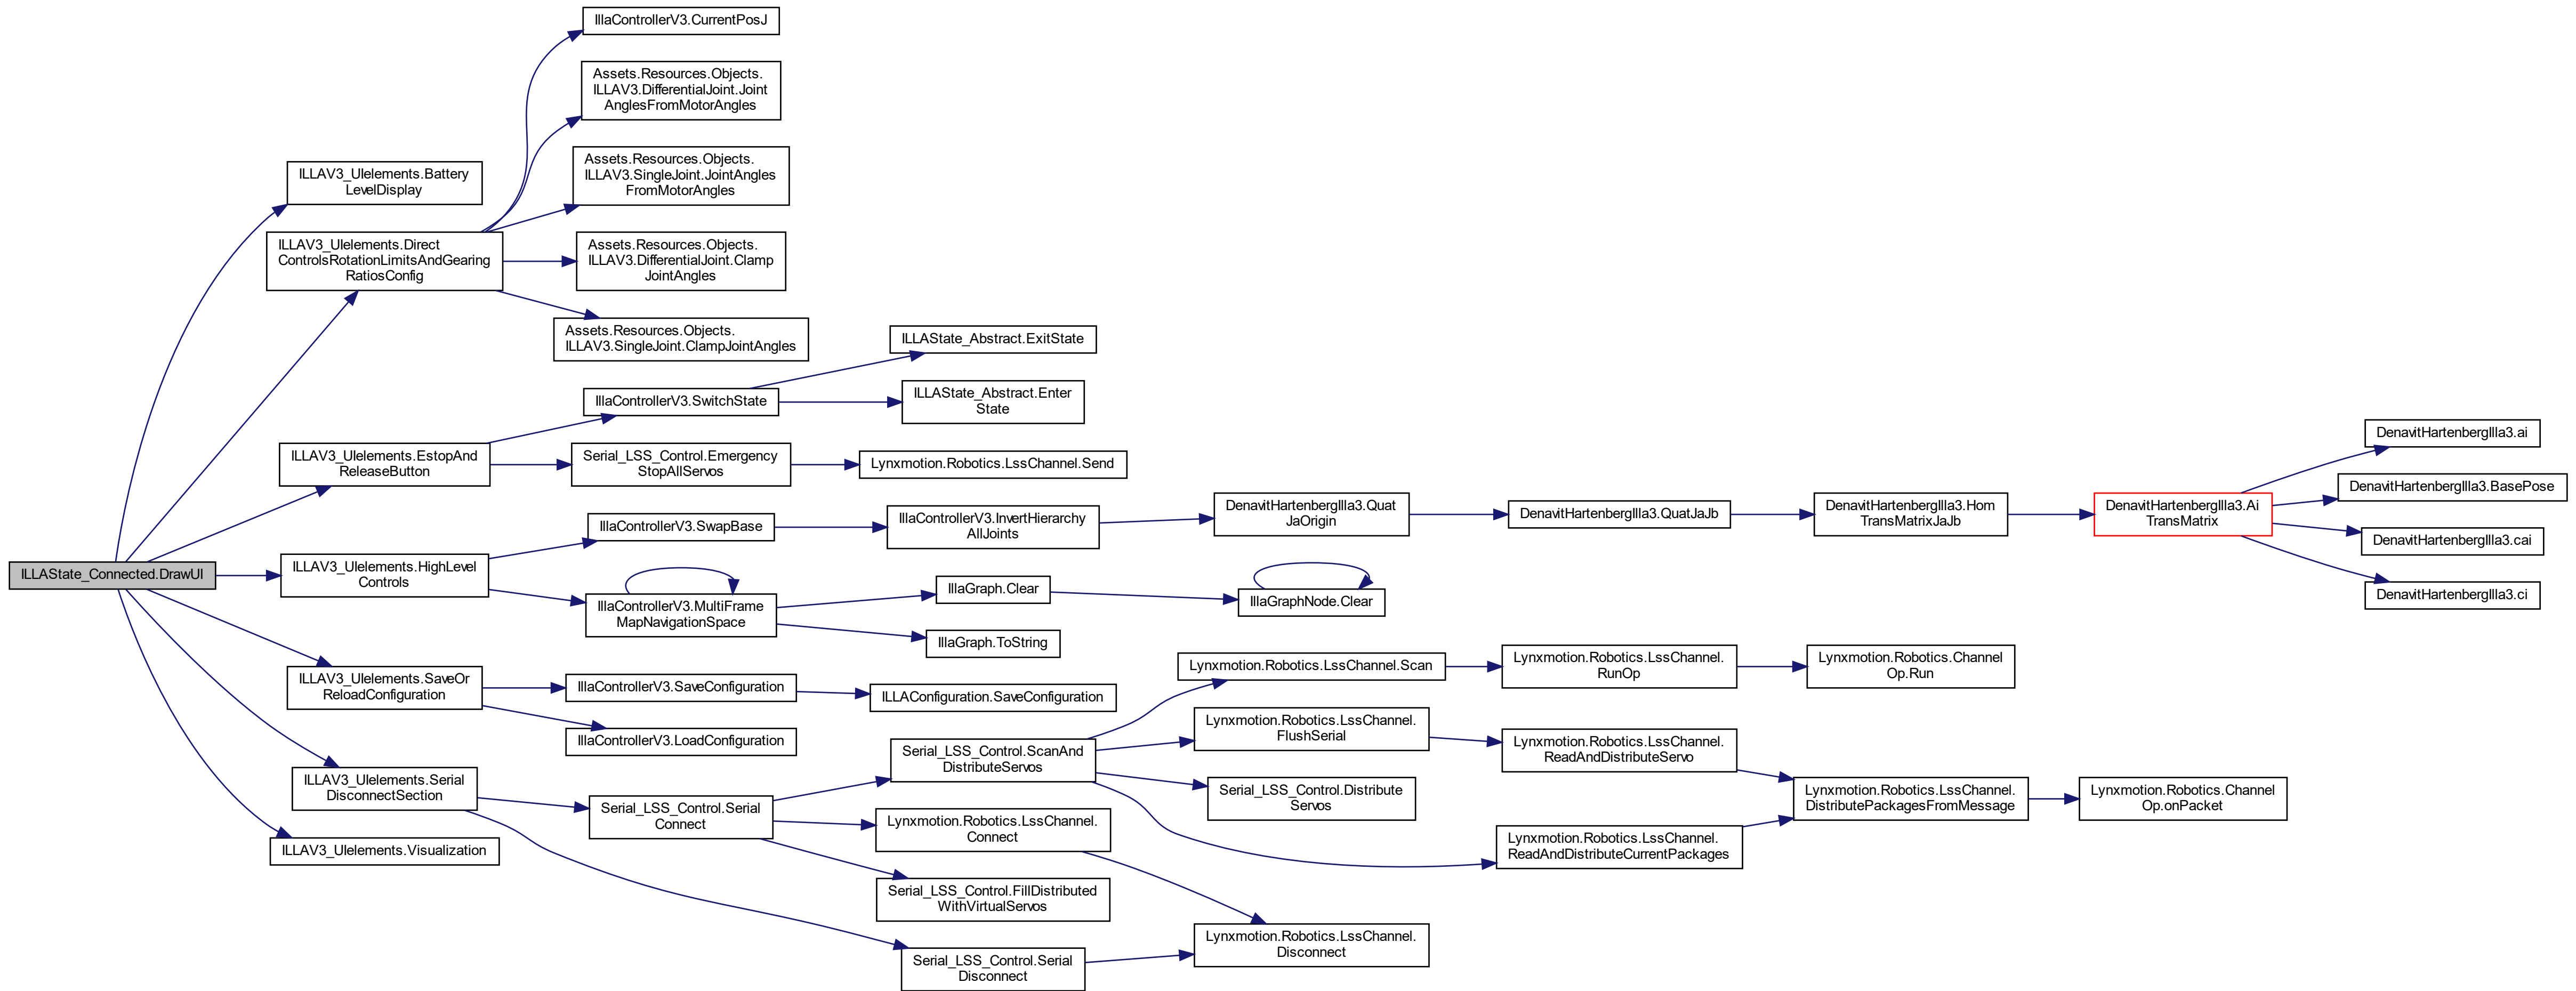 ILLAState_Connected.DrawUI
ILLAV3_UIelements.Battery
LevelDisplay
ILLAV3_UIelements.Direct
ControlsRotationLimitsAndGearing
RatiosConfig
ILLAV3_UIelements.EstopAnd
ReleaseButton
ILLAV3_UIelements.HighLevel
Controls
ILLAV3_UIelements.SaveOr
ReloadConfiguration
ILLAV3_UIelements.Serial
DisconnectSection
ILLAV3_UIelements.Visualization
IllaControllerV3.CurrentPosJ
Assets.Resources.Objects.
ILLAV3.DifferentialJoint.Joint
AnglesFromMotorAngles
Assets.Resources.Objects.
ILLAV3.SingleJoint.JointAngles
FromMotorAngles
Assets.Resources.Objects.
ILLAV3.DifferentialJoint.Clamp
JointAngles
Assets.Resources.Objects.
ILLAV3.SingleJoint.ClampJointAngles
IllaControllerV3.SwitchState
Serial_LSS_Control.Emergency
StopAllServos
IllaControllerV3.SwapBase
IllaControllerV3.MultiFrame
MapNavigationSpace
IllaControllerV3.SaveConfiguration
IllaControllerV3.LoadConfiguration
Serial_LSS_Control.Serial
Connect
ILLAState_Abstract.ExitState
ILLAState_Abstract.Enter
State
Lynxmotion.Robotics.LssChannel.Send
IllaControllerV3.InvertHierarchy
AllJoints
IllaGraph.Clear
IllaGraph.ToString
ILLAConfiguration.SaveConfiguration
Serial_LSS_Control.ScanAnd
DistributeServos
Lynxmotion.Robotics.LssChannel.
Connect
Serial_LSS_Control.FillDistributed
WithVirtualServos
Serial_LSS_Control.Serial
Disconnect
DenavitHartenbergIlla3.Quat
JaOrigin
IllaGraphNode.Clear
Lynxmotion.Robotics.LssChannel.Scan
Lynxmotion.Robotics.LssChannel.
FlushSerial
Serial_LSS_Control.Distribute
Servos
Lynxmotion.Robotics.LssChannel.
Disconnect
DenavitHartenbergIlla3.QuatJaJb
Lynxmotion.Robotics.LssChannel.
RunOp
Lynxmotion.Robotics.LssChannel.
ReadAndDistributeServo
Lynxmotion.Robotics.LssChannel.
ReadAndDistributeCurrentPackages
DenavitHartenbergIlla3.Hom
TransMatrixJaJb
Lynxmotion.Robotics.Channel
Op.Run
Lynxmotion.Robotics.LssChannel.
DistributePackagesFromMessage
DenavitHartenbergIlla3.Ai
TransMatrix
Lynxmotion.Robotics.Channel
Op.onPacket
DenavitHartenbergIlla3.ai
DenavitHartenbergIlla3.BasePose
DenavitHartenbergIlla3.cai
DenavitHartenbergIlla3.ci